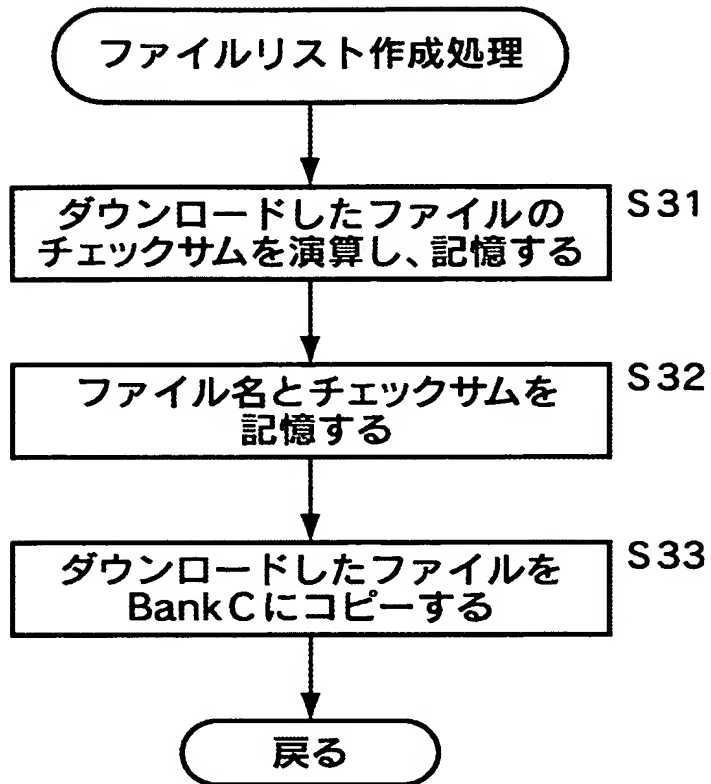 ファイルリスト作成処理
ダウンロードしたファイルの
チェックサムを演算し、記憶する
S31
ファイル名とチェックサムを
記憶する
S32
ダウンロードしたファイルを
BankCにコピーする
S33
戻る